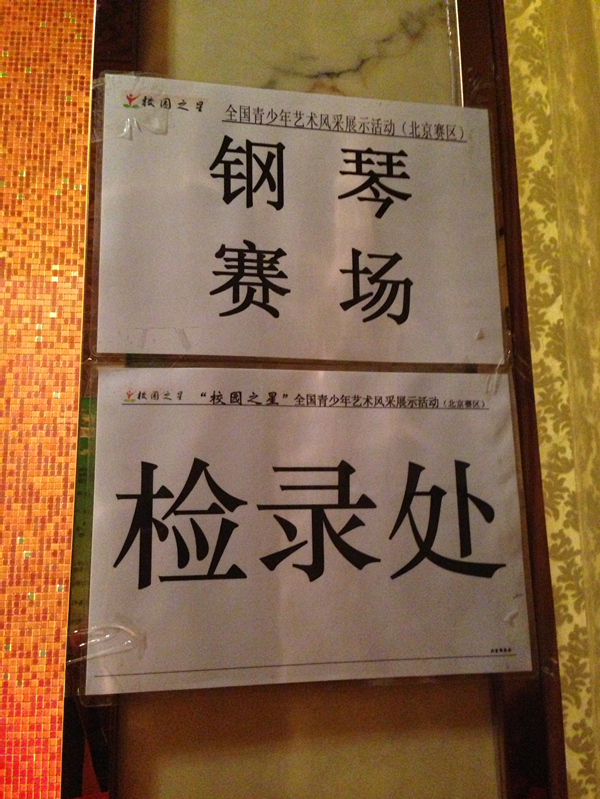 校园之星
全国青少年艺术风采展示活动（北京赛区）
钢琴
赛场
校园之星 “校园之星”全国青少年艺术风采展示活动（北京赛区）
检录处